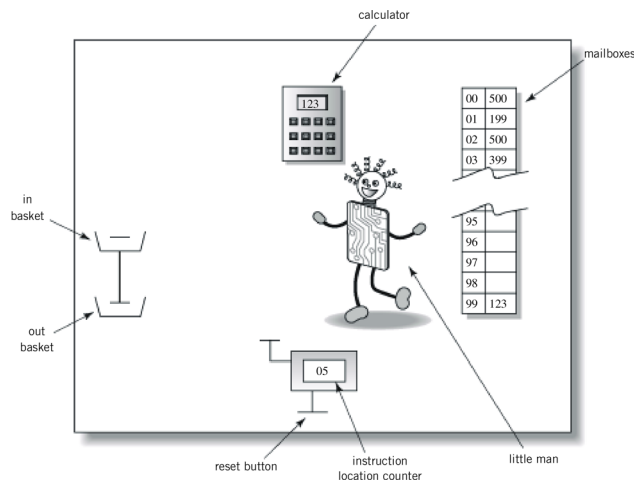 calculator
mailboxes
123
00 500
01 199
02 500
03 399
in
basket
95
96
97
98
99 123
out
basket
05
reset button
instruction
location counter
little man